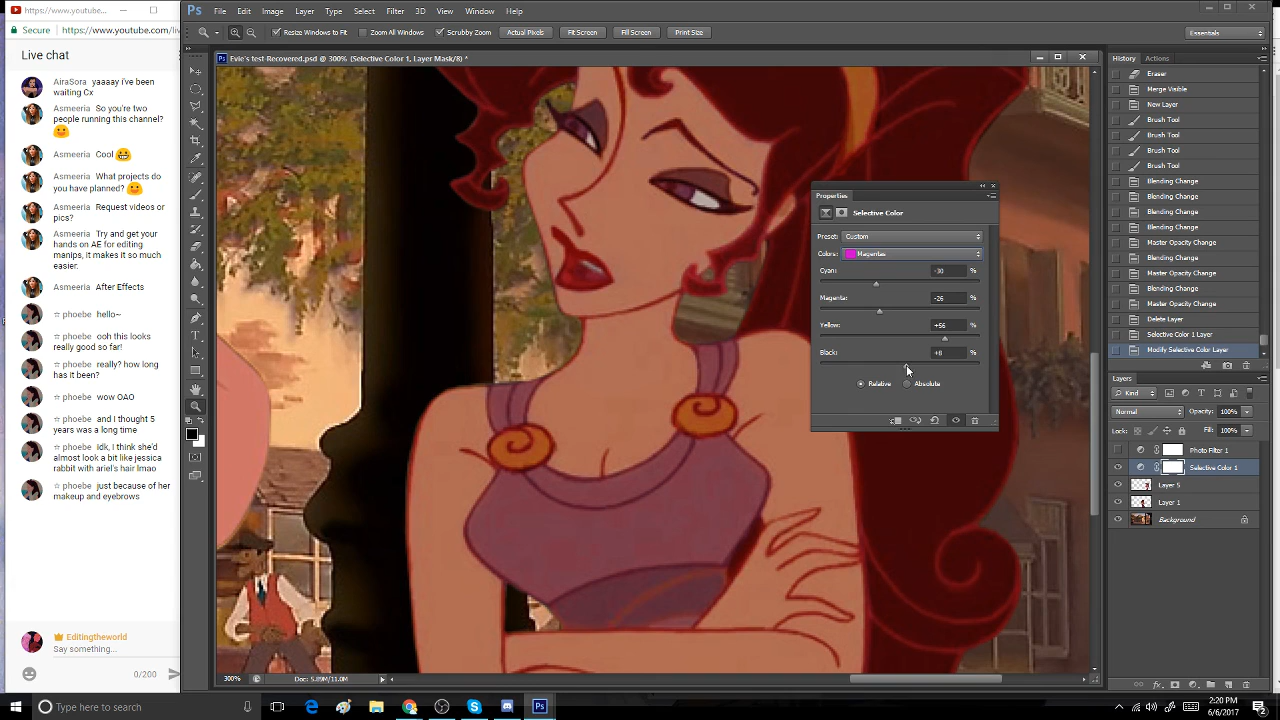 https://www.youtube.com/...
Secure https://www.youtube.com/liv
Live chat
AiraSora yaaaay i've been
waiting Cx
Asmeeria So you're two
people running this channel?
Asmeeria Cool
Asmeeria What projects do
you have planned?
Asmeeria Request videos or
pics?
Asmeeria Try and get your
hands on AE for editing
manips, it makes it so much
easier.
Asmeeria After Effects
☆ phoebe hello~
☆ phoebe ooh this looks
really good so far!
☆ phoebe really? how long
has it been?
☆ phoebe wow OAO
☆ phoebe and I thought 5
years was a long time
☆ phoebe idk, I think she'd
almost look a bit like jessica
rabbit with ariel's hair lmao
☆ phoebe just because of her
makeup and eyebrows
Editingtheworld
Say something...
0/200
Ps File Edit Image Layer Type Select Filter 3D View Window Help
Resize Windows to Fit Zoom All Windows Scrubby Zoom Actual Pixels Fit Screen Fill Screen Print Size Essentials
Ps Evie's test-Recovered.psd @ 300% (Selective Color 1, Layer Mask/8) *
Properties
Selective Color
Preset: Custom
Colors: Magentas
Cyan: -30 %
Magenta: -26 %
Yellow: +56 %
Black: +8 %
Relative Absolute
History Actions
Eraser
Merge Visible
New Layer
Brush Tool
Brush Tool
Brush Tool
Brush Tool
Blending Change
Blending Change
Blending Change
Blending Change
Master Opacity Change
Blending Change
Master Opacity Change
Master Opacity Change
Delete Layer
Selective Color 1 Layer
Modify Selective Color Layer
Layers
Kind
Normal Opacity: 100%
Lock: Fill: 100%
Photo Filter 1
Selective Color 1
Layer 5
Layer 1
Background
300% Doc: 5.89M/11.0M
Type here to search
Ps
2:20 PM
6/6/2017